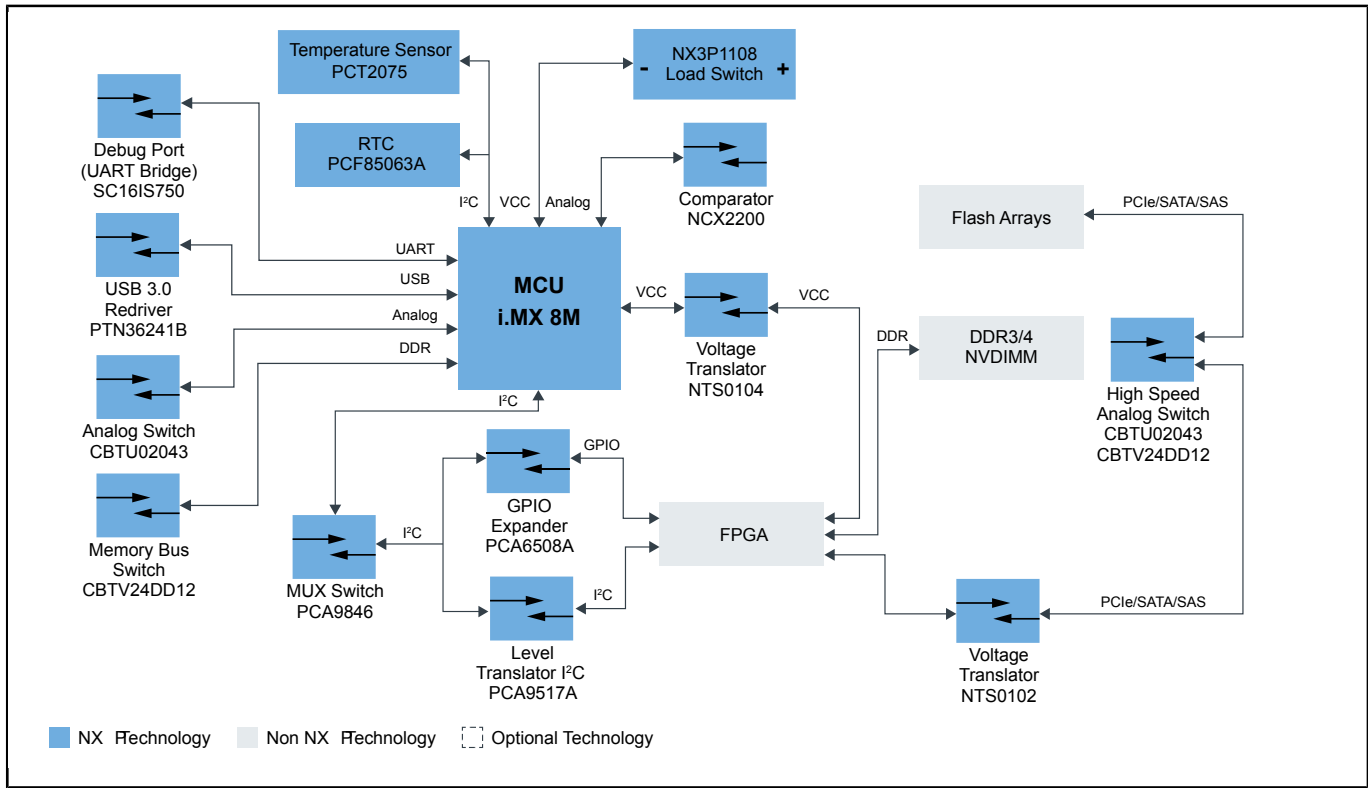 Temperature Sensor
PCT2075
NX3P1108
- Load Switch +
RTC
PCF85063A
Debug Port
(UART Bridge)
SC16IS750
I²C
VCC
Analog
Comparator
NCX2200
Flash Arrays
PCIe/SATA/SAS
USB 3.0
Redriver
PTN36241B
UART
USB
Analog
DDR
MCU
i.MX 8M
VCC
Voltage
Translator
NTS0104
VCC
DDR
DDR3/4
NVDIMM
High Speed
Analog Switch
CBTU02043
CBTV24DD12
Analog Switch
CBTU02043
I²C
Memory Bus
Switch
CBTV24DD12
MUX Switch
PCA9846
I²C
GPIO
Expander
PCA6508A
GPIO
FPGA
Level
Translator I²C
PCA9517A
I²C
Voltage
Translator
NTS0102
PCIe/SATA/SAS
NX PTechnology
Non NX PTechnology
Optional Technology